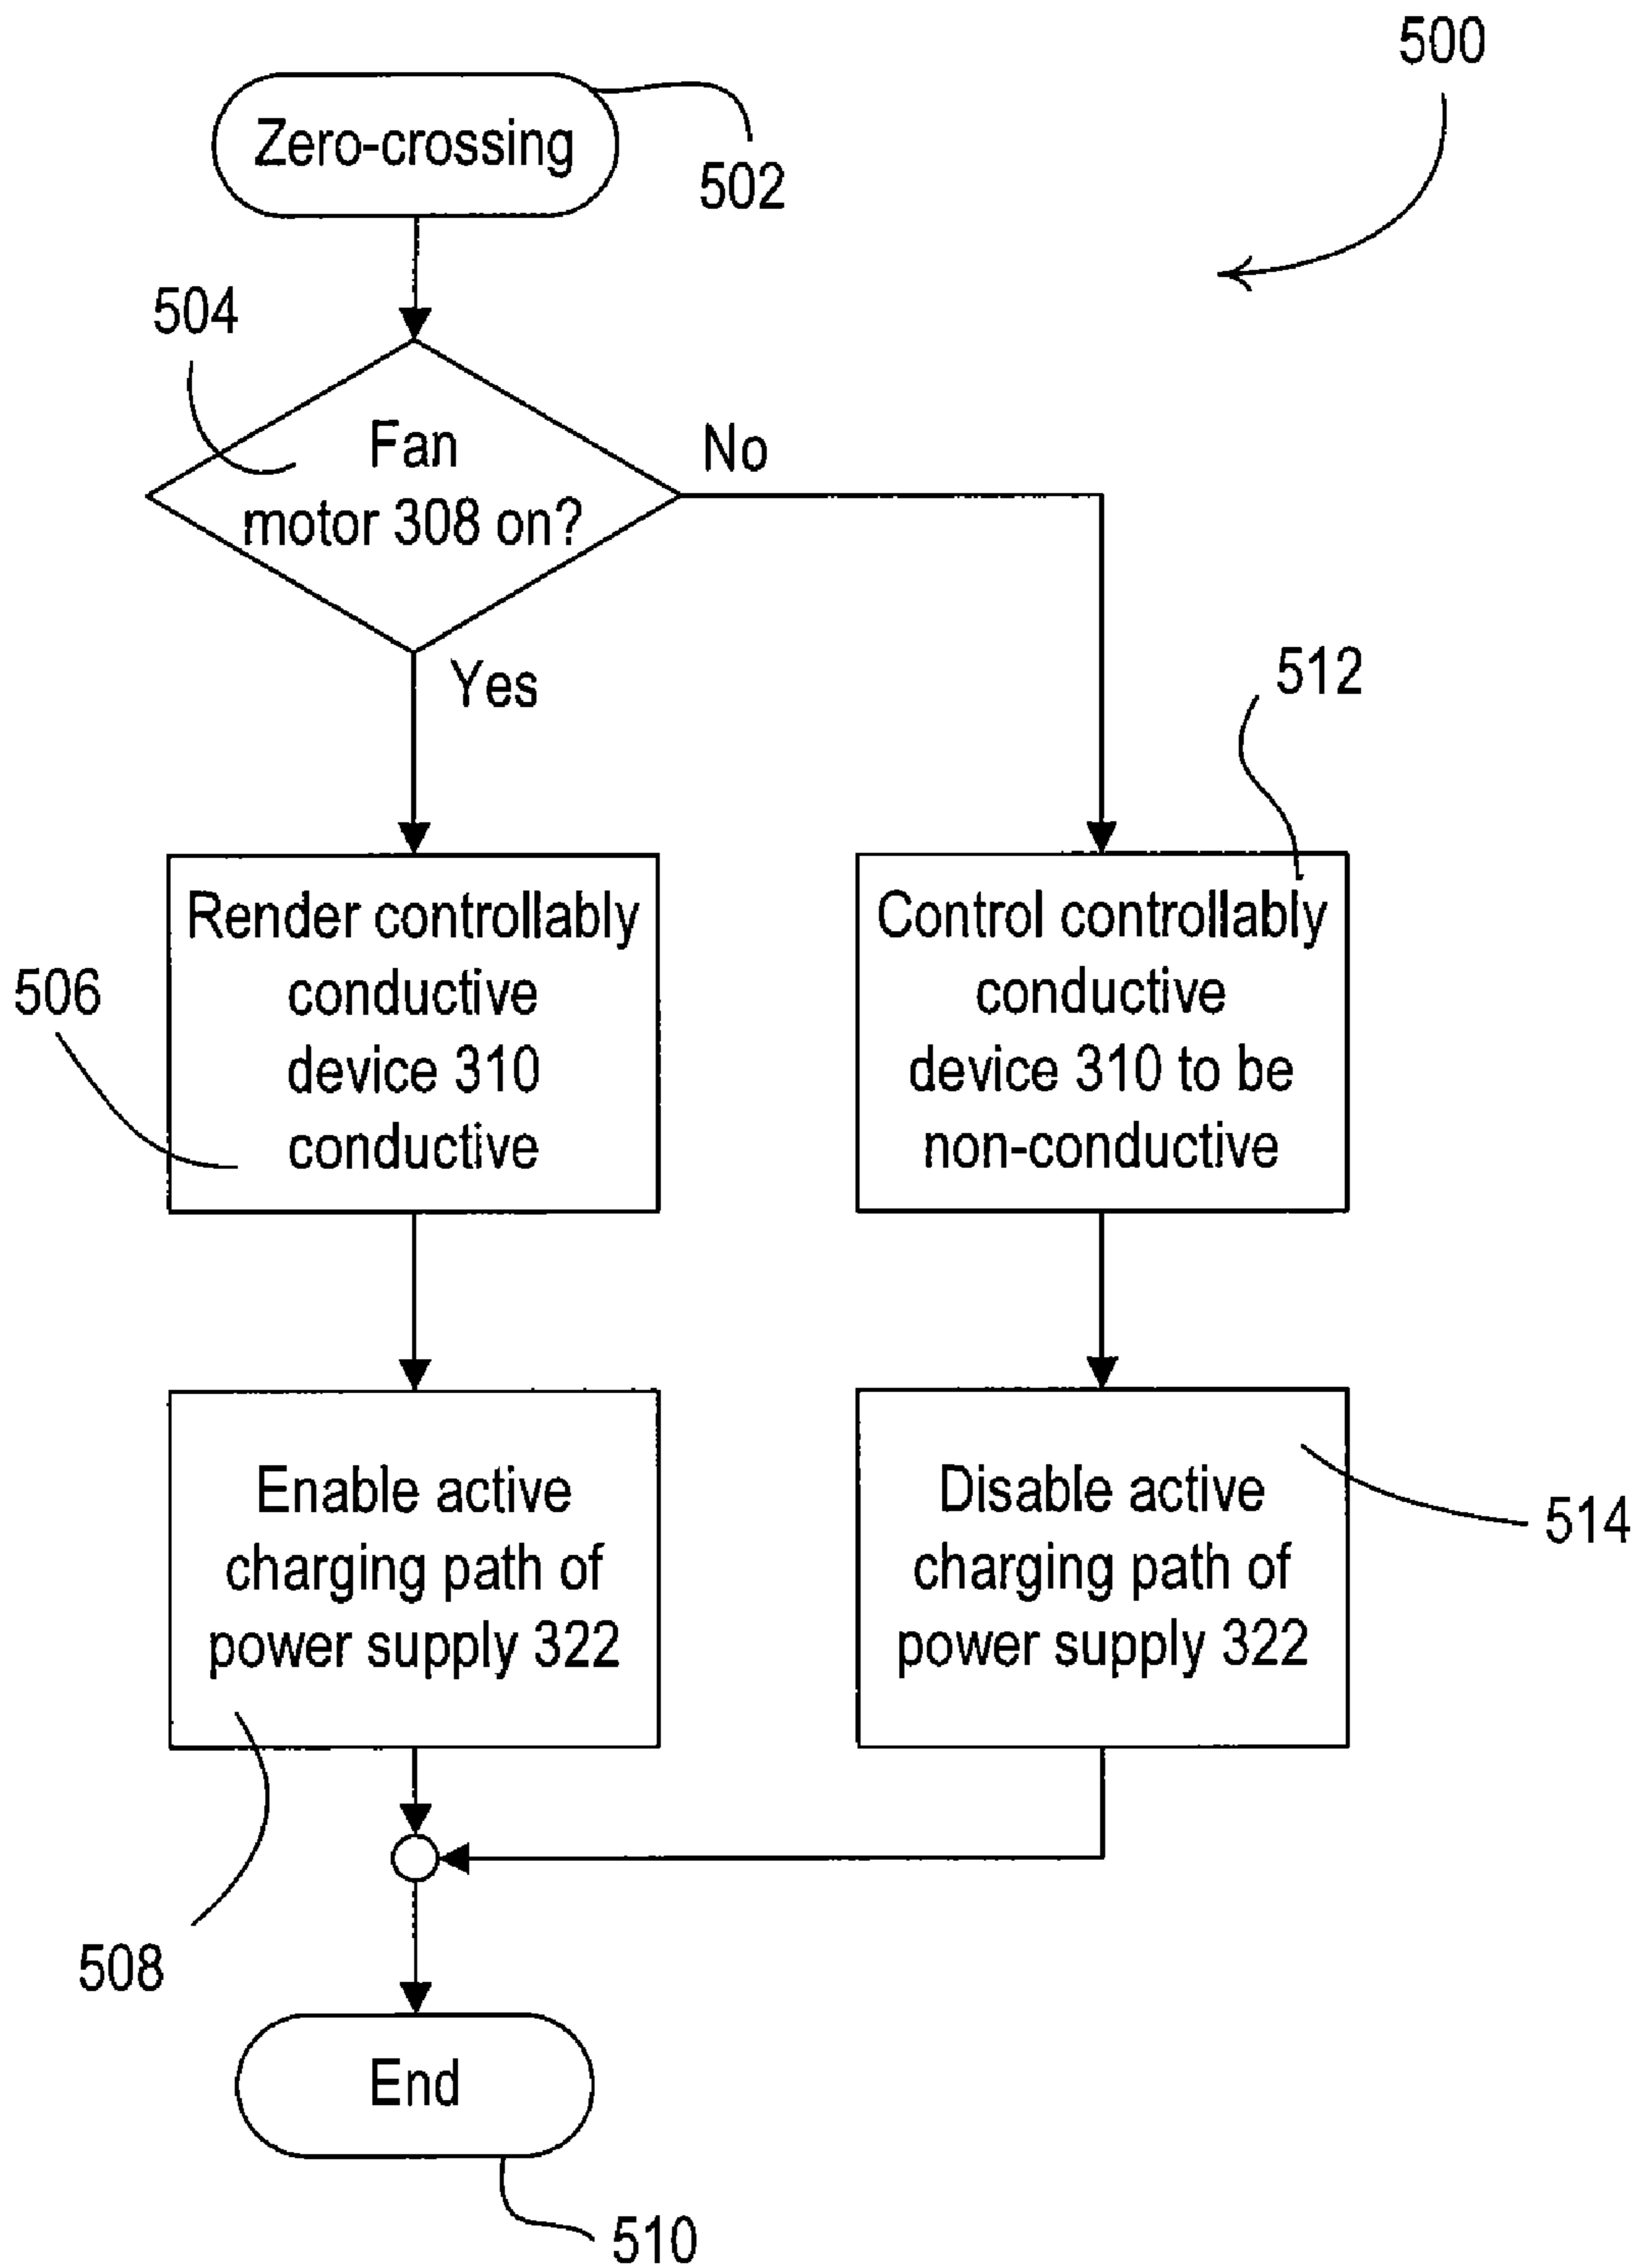 500
Zero-crossing
502
504
Fan
motor 308 on?
No
Yes
512
506
Render controllably
conductive
device 310
conductive
Control controllably
conductive
device 310 to be
non-conductive
Enable active
charging path of
power supply 322
Disable active
charging path of
power supply 322
514
508
End
510